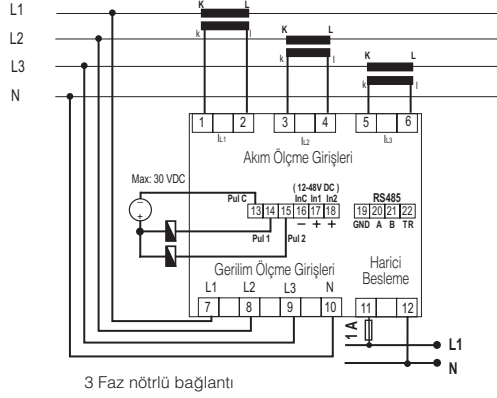 K L
L1
k l
L2
K L
k l
L3
K L
k l
N
1 2 3 4 5 6
IL1 IL2 IL3
Akım Ölçme Girişleri
Max: 30 VDC
( 12-48V DC )
Pul C InC In1 In2
RS485
13 14 15 16 17 18 19 20 21 22
− + +
GND A B TR
Pul 1 Pul 2
Gerilim Ölçme Girişleri
Harici
Besleme
L1 L2 L3 N
7 8 9 10 11 12
1 A
L1
N
3 Faz nötrlü bağlantı